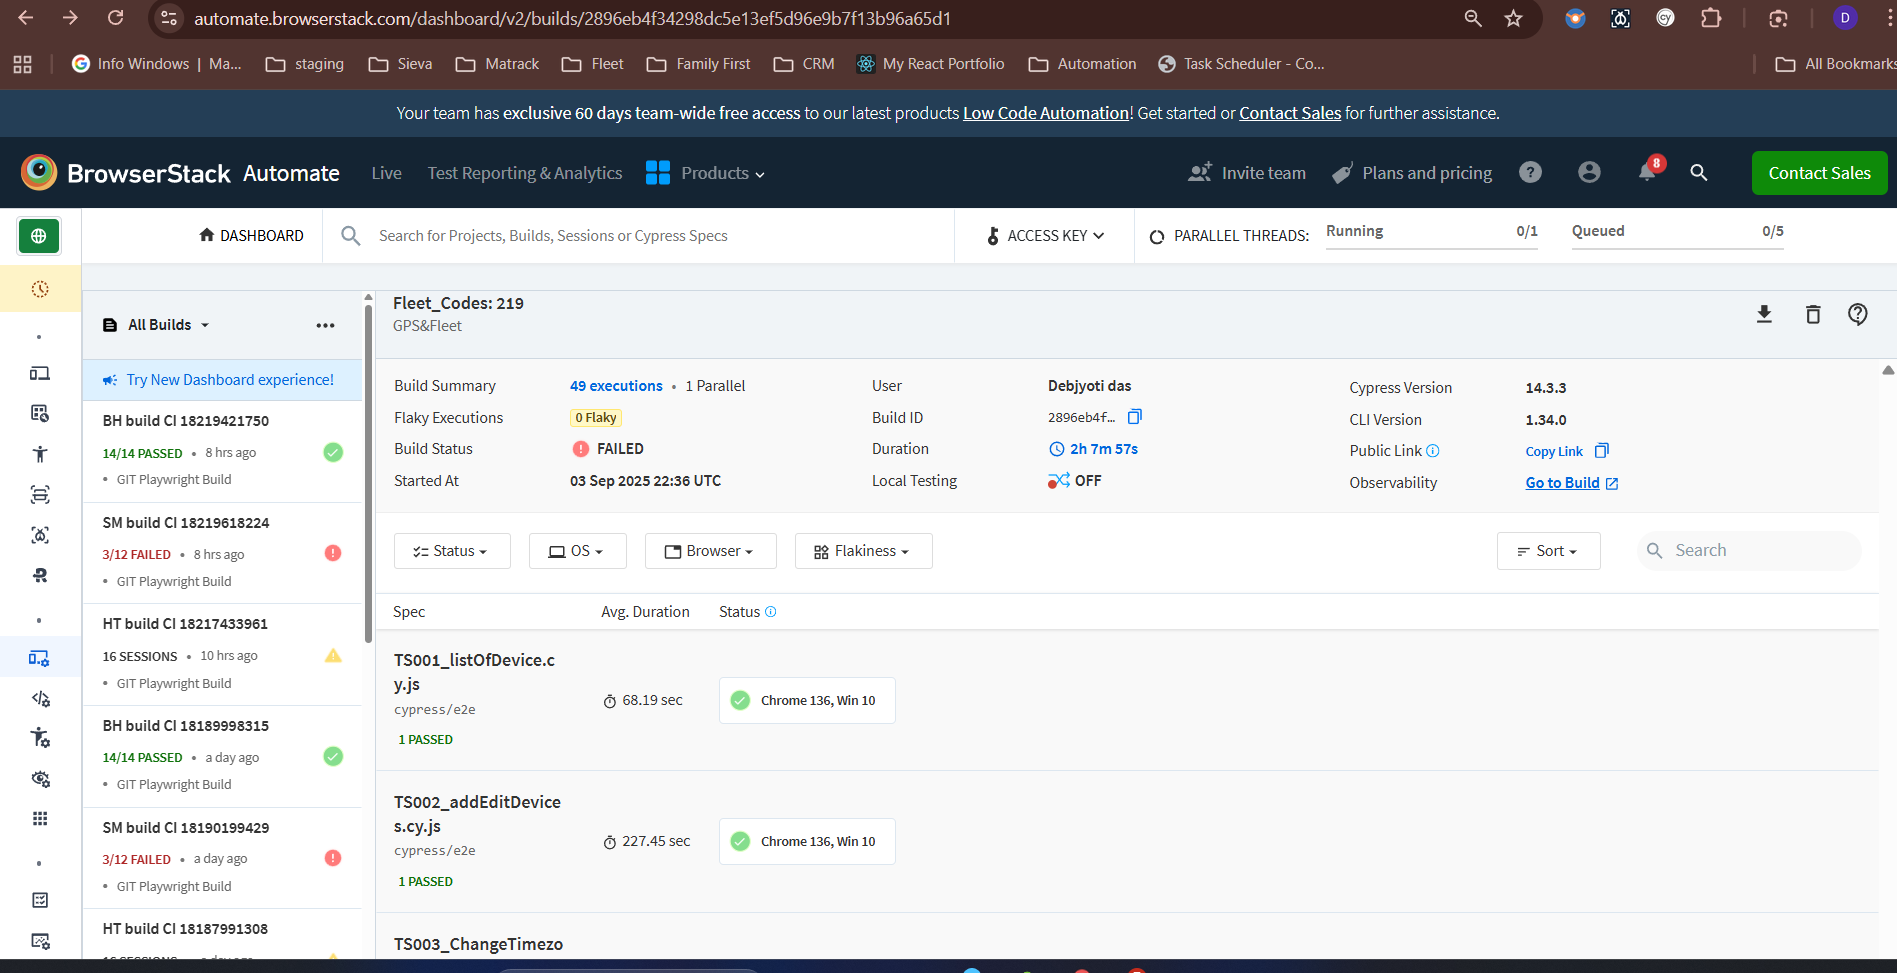 automate.browserstack.com/dashboard/v2/builds/2896eb4f34298dc5e13ef5d96e9b7f13b96a65d1
D
Info Windows | Ma...
staging
Sieva
Matrack
Fleet
Family First
CRM
My React Portfolio
Automation
Task Scheduler - Co...
All Bookmarks
Your team has exclusive 60 days team-wide free access to our latest products Low Code Automation! Get started or Contact Sales for further assistance.
BrowserStack Automate
Live
Test Reporting & Analytics
Products
Invite team
Plans and pricing
?
8
Contact Sales
DASHBOARD
Search for Projects, Builds, Sessions or Cypress Specs
ACCESS KEY
PARALLEL THREADS:
Running 0/1
Queued 0/5
All Builds
Try New Dashboard experience!
BH build CI 18219421750
14/14 PASSED • 8 hrs ago
• GIT Playwright Build
SM build CI 18219618224
3/12 FAILED • 8 hrs ago
• GIT Playwright Build
HT build CI 18217433961
16 SESSIONS • 10 hrs ago
• GIT Playwright Build
BH build CI 18189998315
14/14 PASSED • a day ago
• GIT Playwright Build
SM build CI 18190199429
3/12 FAILED • a day ago
• GIT Playwright Build
HT build CI 18187991308
Fleet_Codes: 219
GPS&Fleet
Build Summary 49 executions • 1 Parallel
Flaky Executions 0 Flaky
Build Status FAILED
Started At 03 Sep 2025 22:36 UTC
User Debjyoti das
Build ID 2896eb4f...
Duration 2h 7m 57s
Local Testing OFF
Cypress Version 14.3.3
CLI Version 1.34.0
Public Link Copy Link
Observability Go to Build
Status
OS
Browser
Flakiness
Sort
Search
Spec Avg. Duration Status
TS001_listOfDevice.c
y.js
cypress/e2e
1 PASSED
68.19 sec
Chrome 136, Win 10
TS002_addEditDevice
s.cy.js
cypress/e2e
1 PASSED
227.45 sec
Chrome 136, Win 10
TS003_ChangeTimezo